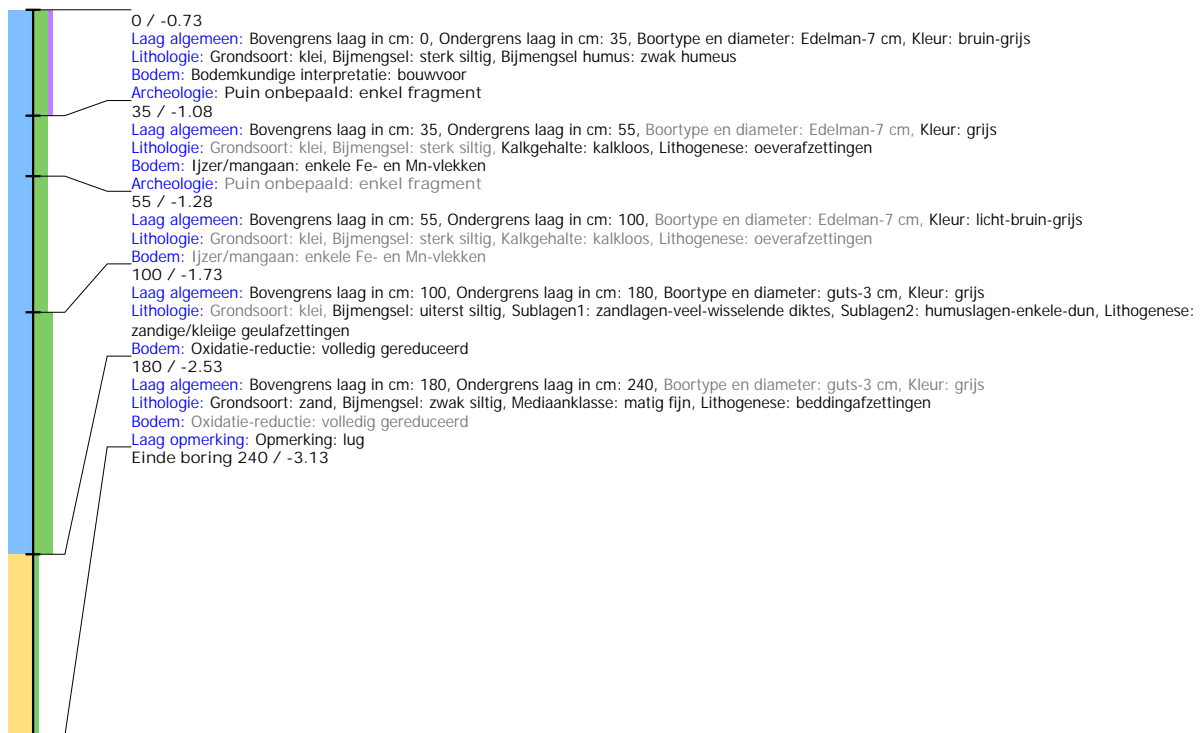 0 / -0.73
Laag algemeen: Bovengrens laag in cm: 0, Ondergrens laag in cm: 35, Boortype en diameter: Edelman-7 cm, Kleur: bruin-grijs
Lithologie: Grondsoort: klei, Bijmengsel: sterk siltig, Bijmengsel humus: zwak humeus
Bodem: Bodemkundige interpretatie: bouwvoor
Archeologie: Puin onbepaald: enkel fragment
35 / -1.08
Laag algemeen: Bovengrens laag in cm: 35, Ondergrens laag in cm: 55, Boortype en diameter: Edelman-7 cm, Kleur: grijs
Lithologie: Grondsoort: klei, Bijmengsel: sterk siltig, Kalkgehalte: kalkloos, Lithogenese: oeverafzettingen
Bodem: Ijzer/mangaan: enkele Fe- en Mn-vlekken
Archeologie: Puin onbepaald: enkel fragment
55 / -1.28
Laag algemeen: Bovengrens laag in cm: 55, Ondergrens laag in cm: 100, Boortype en diameter: Edelman-7 cm, Kleur: licht-bruin-grijs
Lithologie: Grondsoort: klei, Bijmengsel: sterk siltig, Kalkgehalte: kalkloos, Lithogenese: oeverafzettingen
Bodem: Ijzer/mangaan: enkele Fe- en Mn-vlekken
100 / -1.73
Laag algemeen: Bovengrens laag in cm: 100, Ondergrens laag in cm: 180, Boortype en diameter: guts-3 cm, Kleur: grijs
Lithologie: Grondsoort: klei, Bijmengsel: uiterst siltig, Sublagen1: zandlagen-veel-wisselende diktes, Sublagen2: humuslagen-enkele-dun, Lithogenese:
zandige/kleiige geulafzettingen
Bodem: Oxidatie-reductie: volledig gereduceerd
180 / -2.53
Laag algemeen: Bovengrens laag in cm: 180, Ondergrens laag in cm: 240, Boortype en diameter: guts-3 cm, Kleur: grijs
Lithologie: Grondsoort: zand, Bijmengsel: zwak siltig, Mediaanklasse: matig fijn, Lithogenese: beddingafzettingen
Bodem: Oxidatie-reductie: volledig gereduceerd
Laag opmerking: Opmerking: lug
Einde boring 240 / -3.13